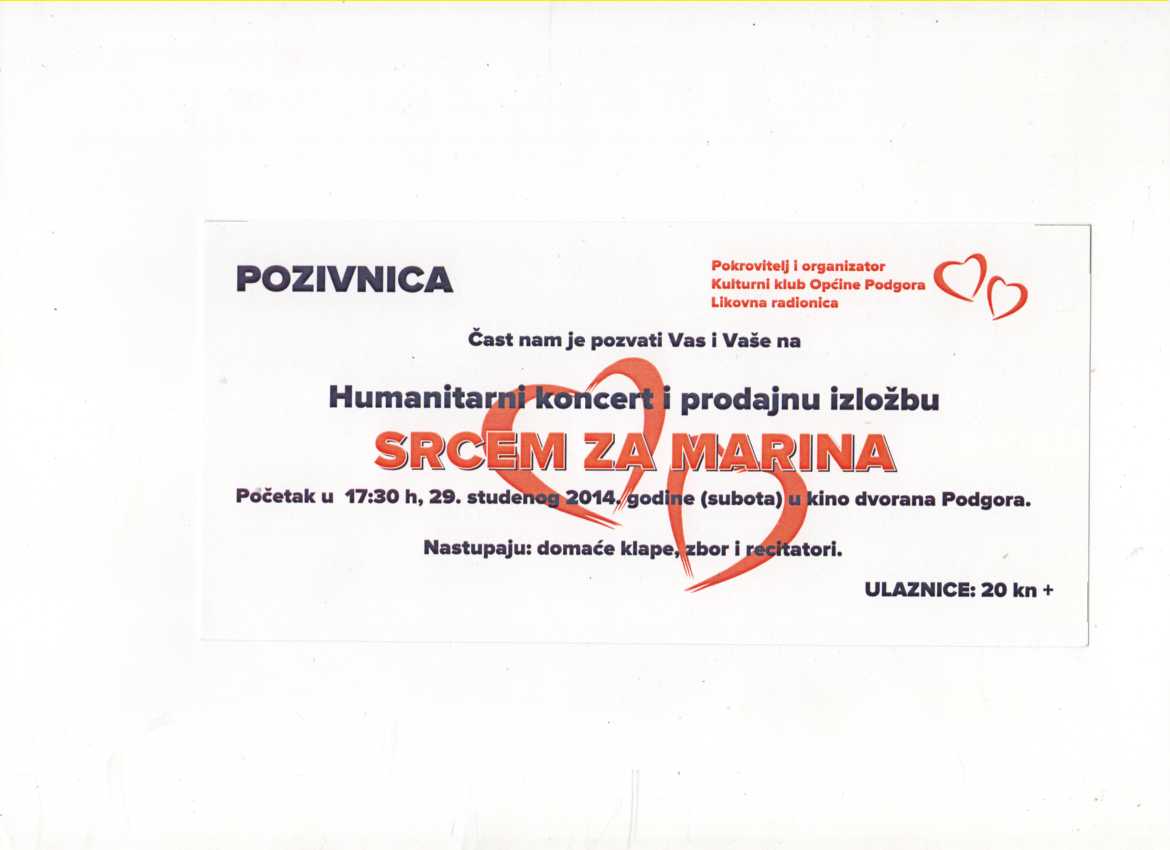 POZIVNICA
Pokrovitelj i organizator
Kulturni klub Općine Podgora
Likovna radionica
Čast nam je pozvati Vas i Vaše na
Humanitarni koncert i prodajnu izložbu
SRCEM ZA MARINA
Početak u 17:30 h, 29. studenog 2014. godine (subota) u kino dvorana Podgora.
Nastupaju: domaće klape, zbor i recitatori.
ULAZNICE: 20 kn +